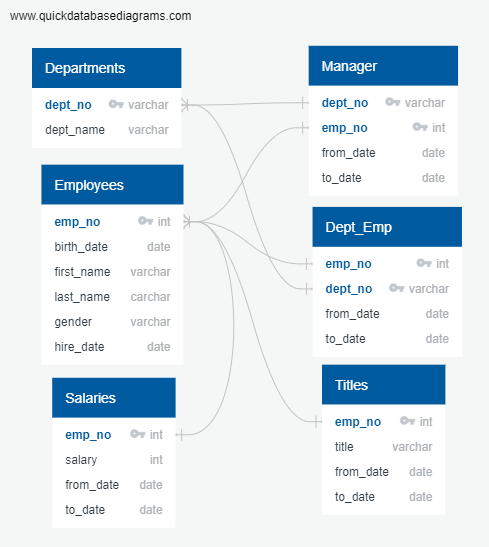 www.quickdatabasediagrams.com
Departments
dept_no varchar
dept_name varchar
Manager
dept_no varchar
emp_no int
from_date date
to_date date
Employees
emp_no int
birth_date date
first_name varchar
last_name carchar
gender varchar
hire_date date
Dept_Emp
emp_no int
dept_no varchar
from_date date
to_date date
Salaries
emp_no int
salary int
from_date date
to_date date
Titles
emp_no int
title varchar
from_date date
to_date date